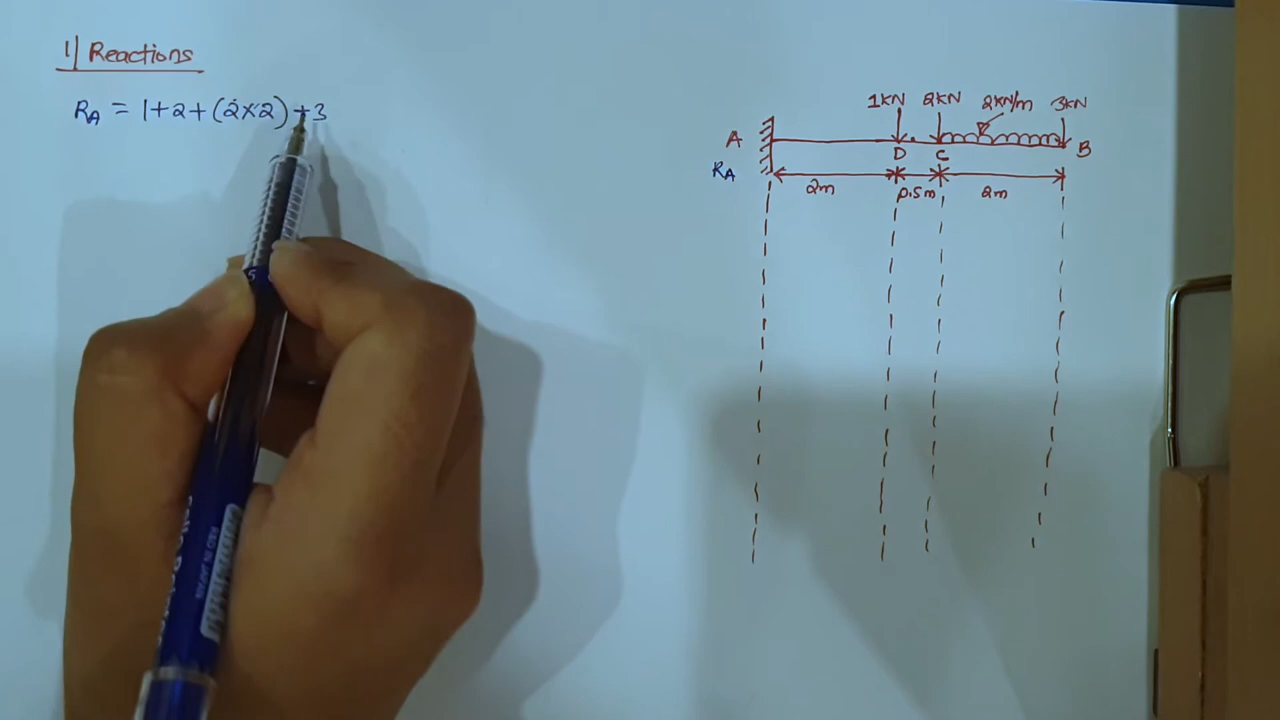 1) Reactions
RA = 1+2+(2×2)+3
1KN 2KN 2KN/m 3KN
A D C B
RA
2m 0.5m 2m